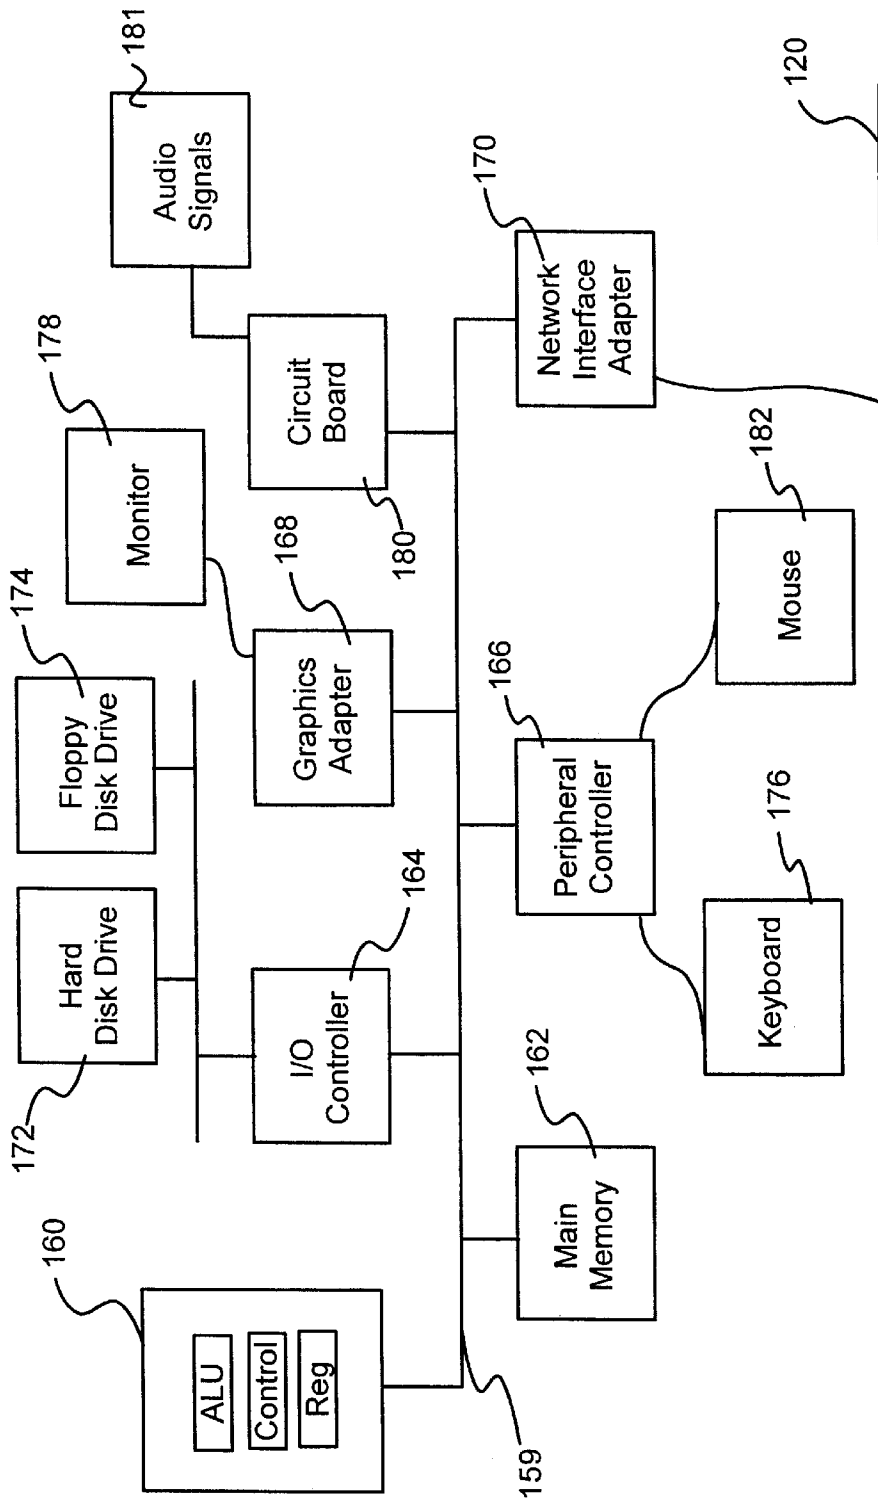 160
ALU
Control
Reg
159
172
Hard
Disk Drive
174
Floppy
Disk Drive
178
Monitor
181
Audio
Signals
I/O
Controller
164
Graphics
Adapter
168
Circuit
Board
180
Main
Memory
162
Peripheral
Controller
166
Network
Interface
Adapter
170
Keyboard
176
Mouse
182
120